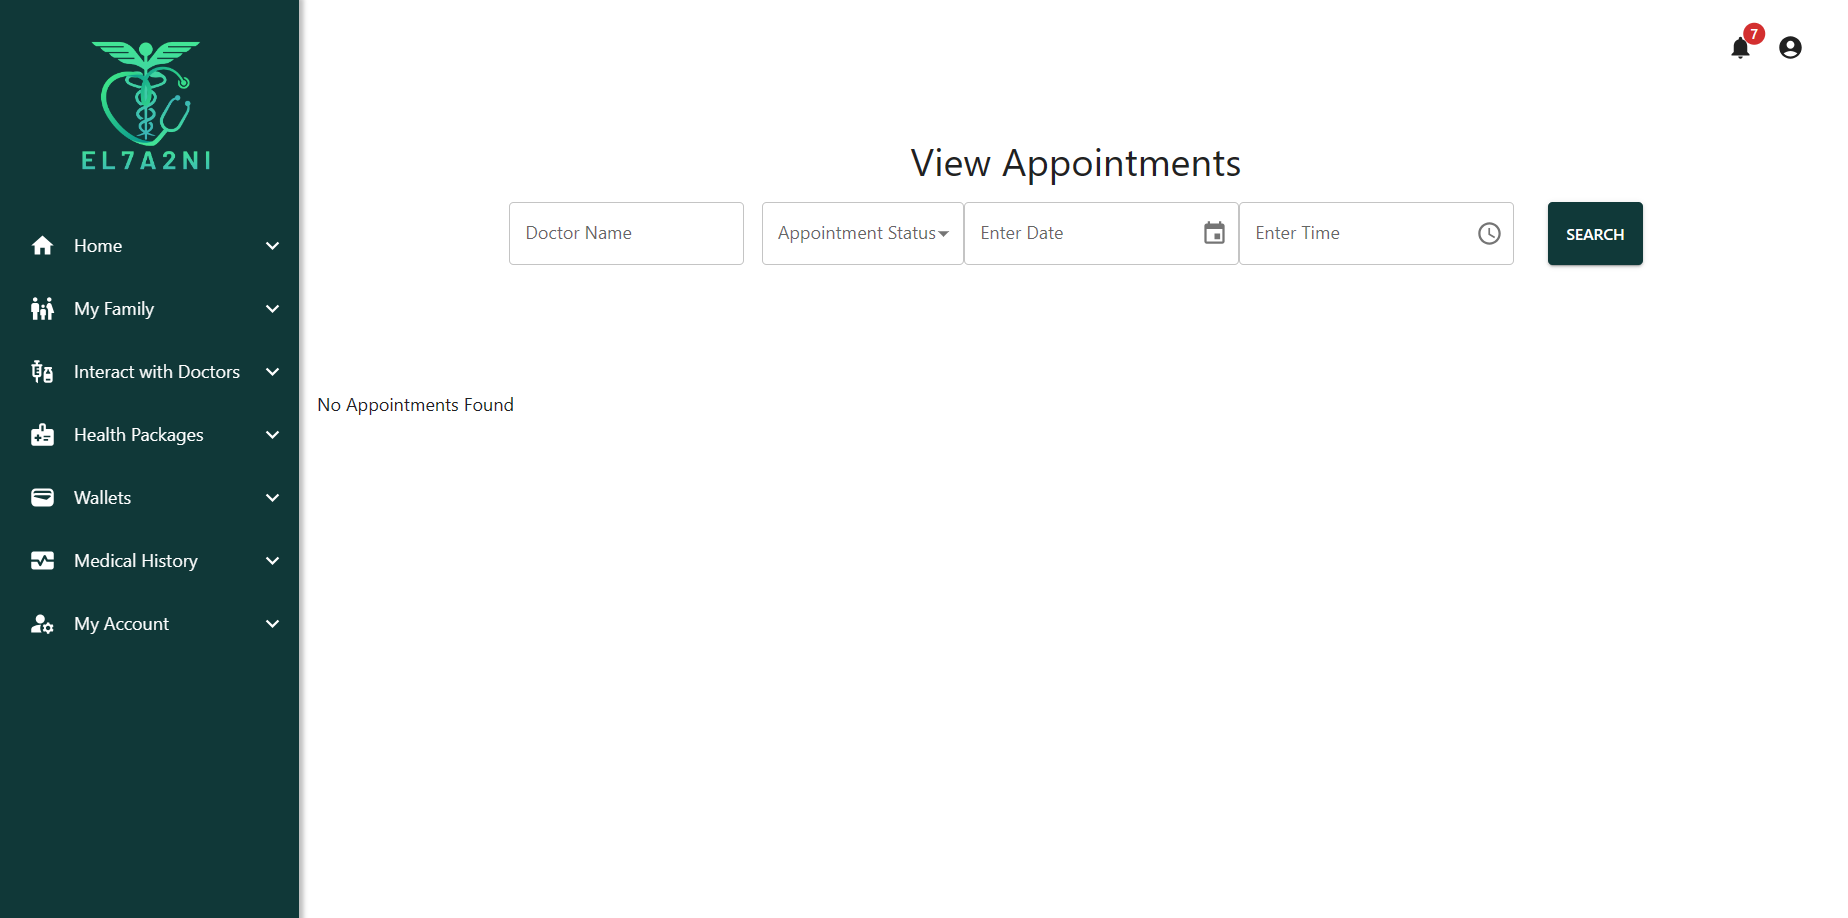 EL7A2NI
Home
My Family
Interact with Doctors
Health Packages
Wallets
Medical History
My Account
7
View Appointments
Doctor Name
Appointment Status
Enter Date
Enter Time
SEARCH
No Appointments Found